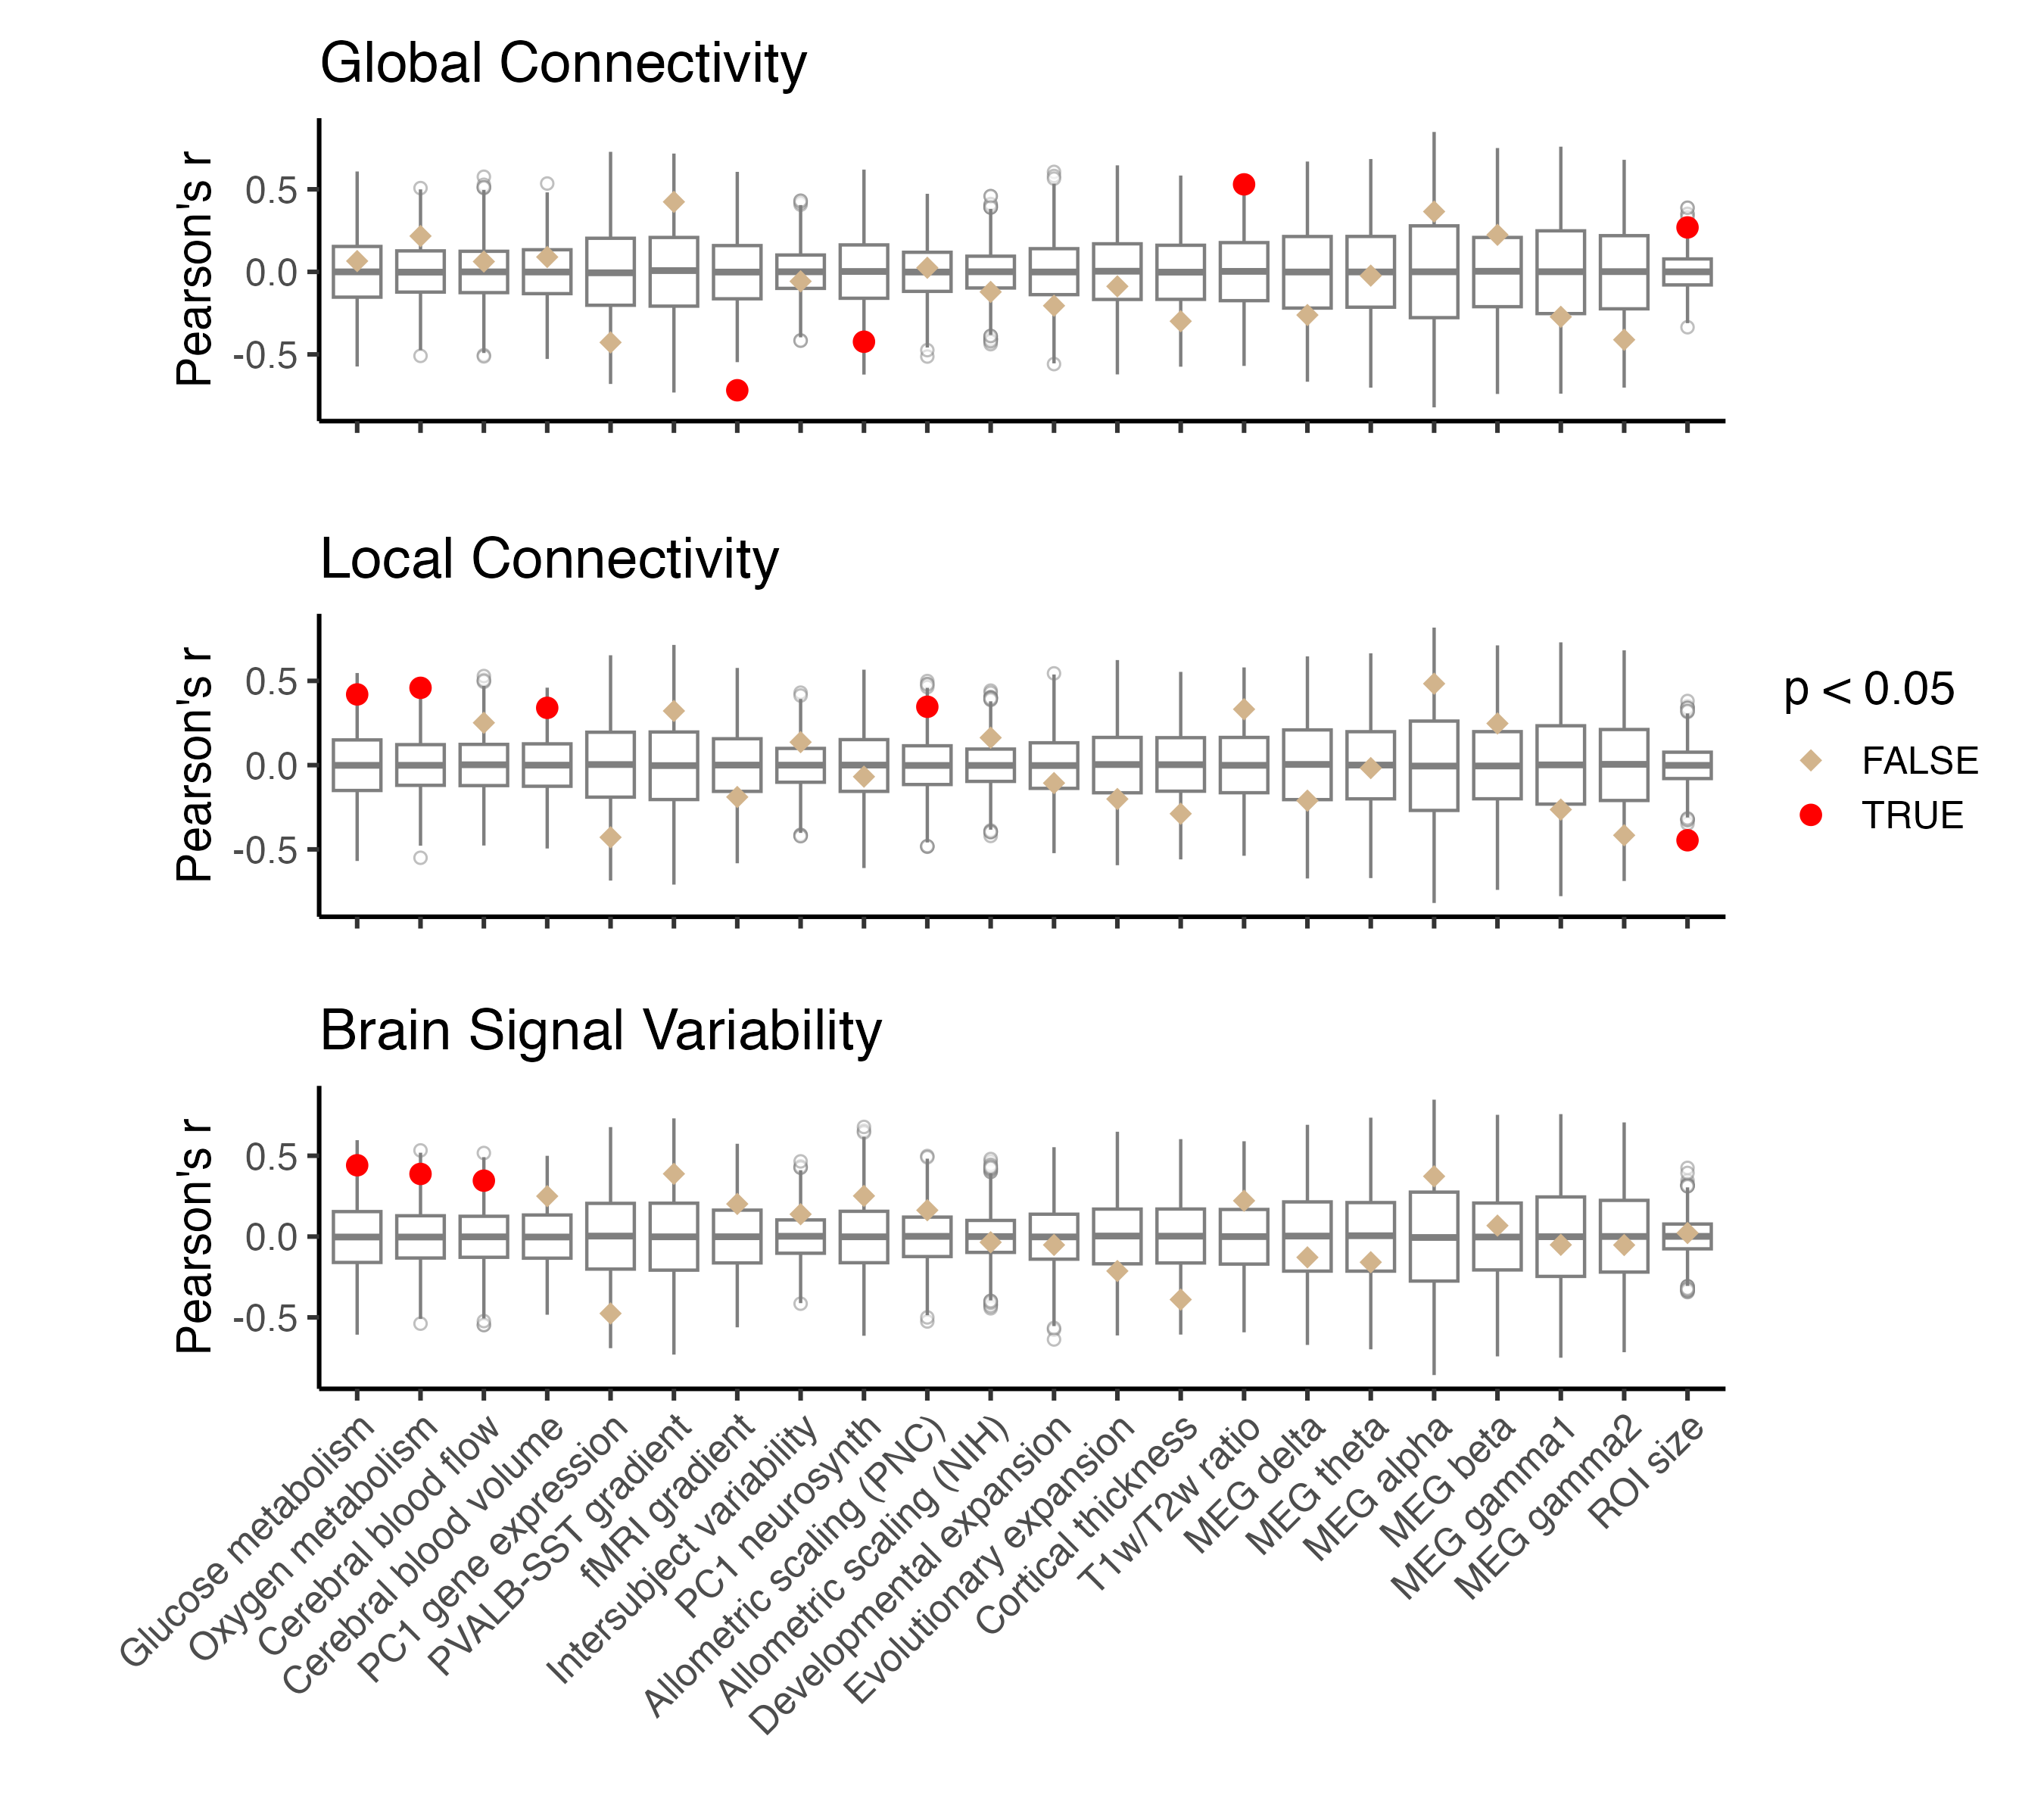 Global Connectivity
Pearson's r
0.5
0.0
-0.5
Local Connectivity
Pearson's r
0.5
0.0
-0.5
p < 0.05
FALSE
TRUE
Brain Signal Variability
Pearson's r
0.5
0.0
-0.5
Glucose metabolism
Oxygen metabolism
Cerebral blood flow
Cerebral blood volume
PC1 gene expression
PVALB-SST gradient
fMRI gradient
Intersubject variability
PC1 neurosynth
Allometric scaling (PNC)
Allometric scaling (NIH)
Developmental expansion
Evolutionary expansion
Cortical thickness
T1w/T2w ratio
MEG delta
MEG theta
MEG alpha
MEG beta
MEG gamma1
MEG gamma2
ROI size